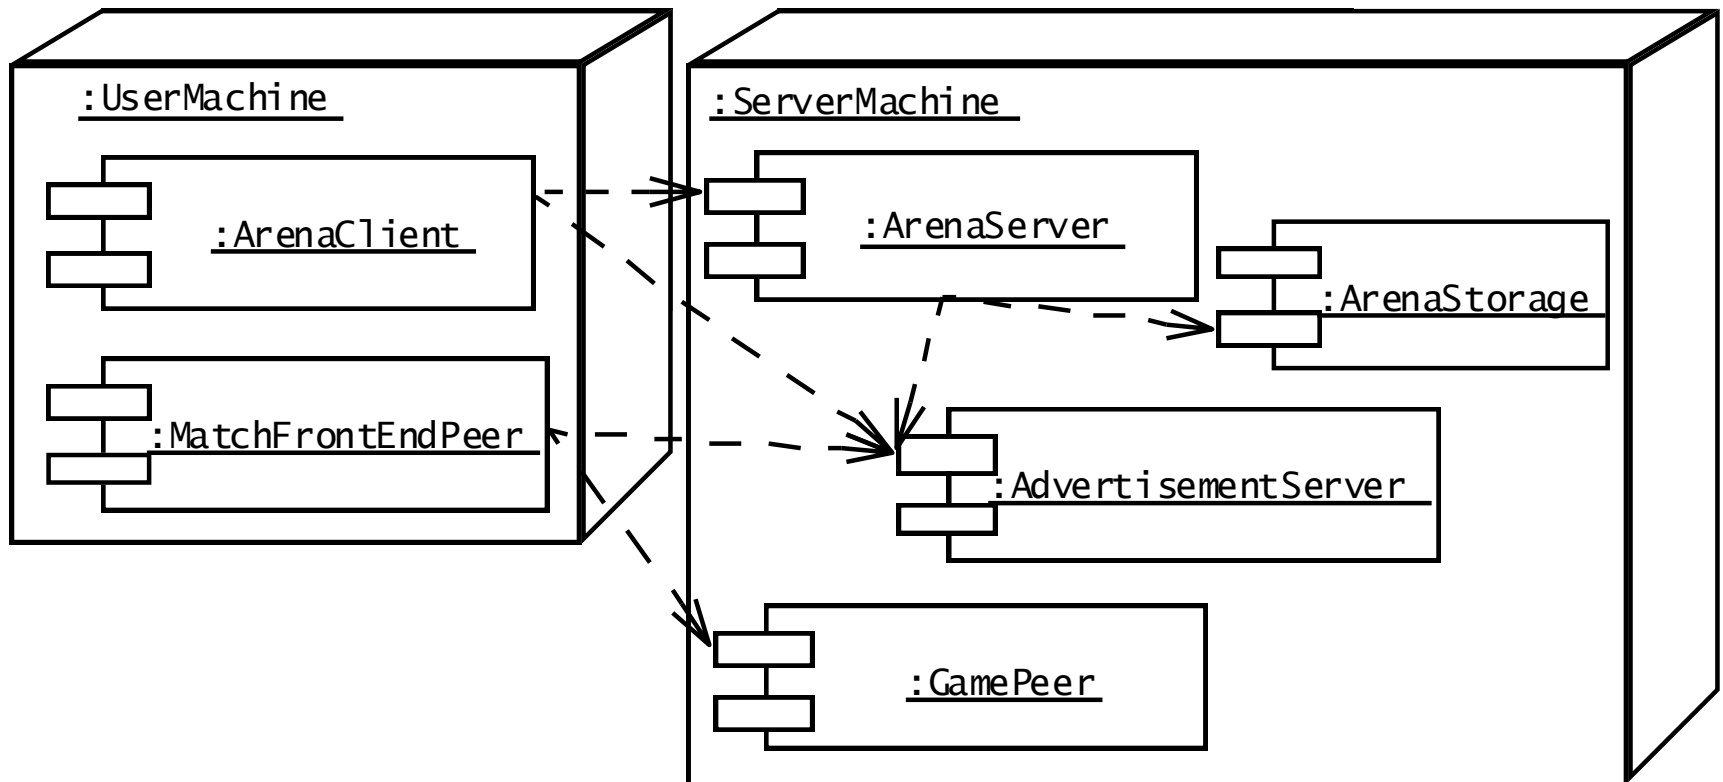 :UserMachine
:ServerMachine
:ArenaClient
:ArenaServer
:ArenaStorage
:MatchFrontEndPeer
:AdvertisementServer
:GamePeer